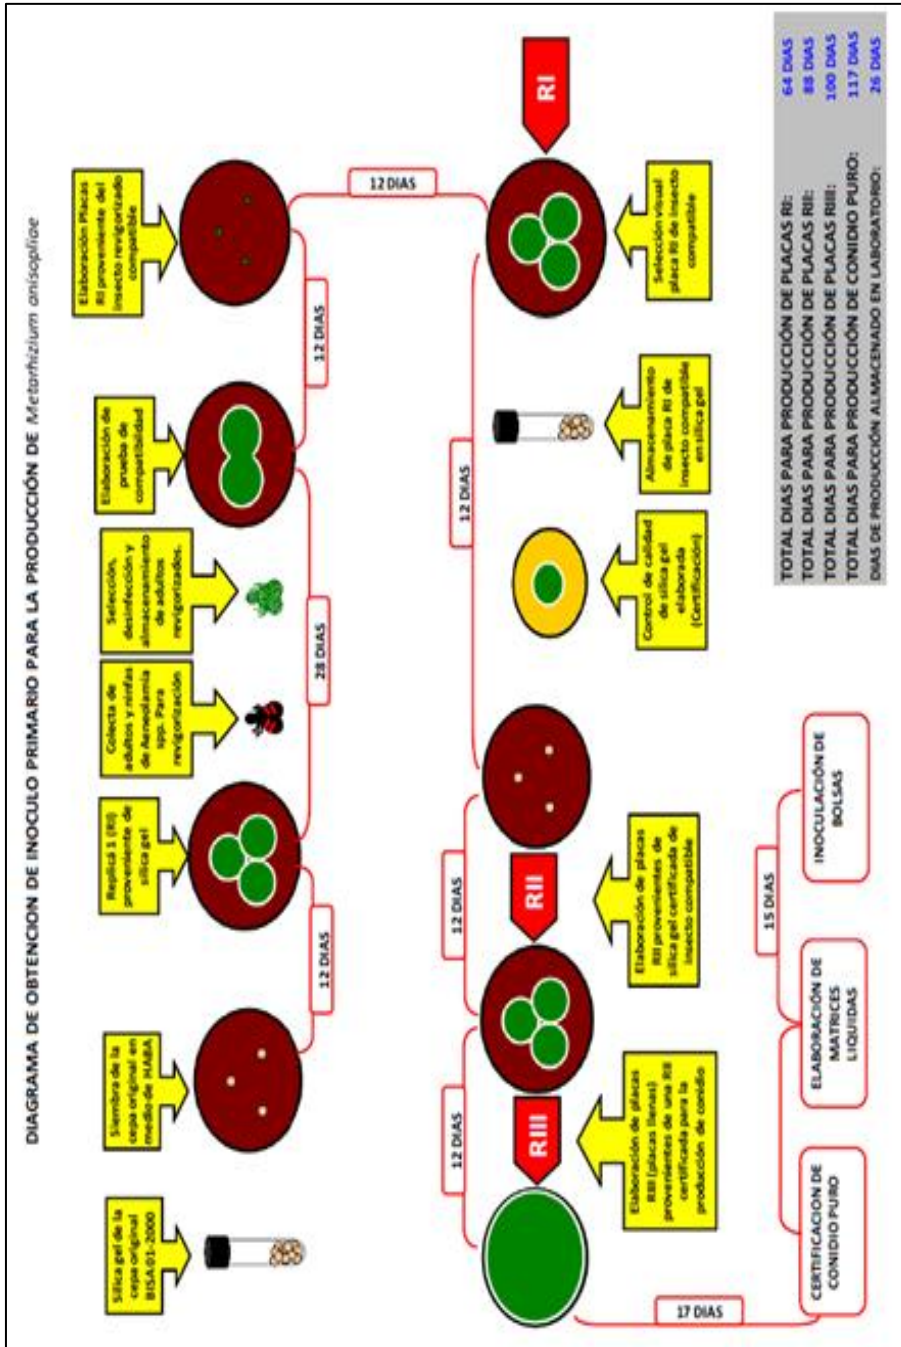 DIAGRAMA DE OBTENCION DE INOCULO PRIMARIO PARA LA PRODUCCIÓN DE Metarhizium anisopliae
Silica gel de la
cepa original
BISA 01-2000
Siembra de la
cepa original en
medio de HABA
12 DIAS
Replicá 1 (RI)
proveniente de
silica gel
Colecta de
adultos y ninfas
de Aeneolamia
spp. Para
revigorización
Selección,
desinfección y
almacenamiento
de adultos
revigorizados.
28 DIAS
Elaboración de
prueba de
compatibilidad
12 DIAS
Elaboración Placas
RI proveniente del
insecto revigorizado
compatible
12 DIAS
RI
Selección visual
placa RI de insecto
compatible
Almacenamiento
de placa RI de
insecto compatible
en silica gel
Control de calidad
de silica gel
elaborada
(Certificación)
12 DIAS
RII
Elaboración de placas
RII provenientes de
silica gel certificada de
insecto compatible
12 DIAS
RIII
Elaboración de placas
RIII (placas llenas)
provenientes de una RII
certificada para la
producción de conidio
12 DIAS
17 DIAS
CERTIFICACIÓN DE
CONIDIO PURO
ELABORACIÓN DE
MATRICES
LIQUIDAS
15 DIAS
INOCULACIÓN DE
BOLSAS
TOTAL DIAS PARA PRODUCCIÓN DE PLACAS RI: 64 DIAS
TOTAL DIAS PARA PRODUCCIÓN DE PLACAS RII: 88 DIAS
TOTAL DIAS PARA PRODUCCIÓN DE PLACAS RIII: 100 DIAS
TOTAL DIAS PARA PRODUCCIÓN DE CONIDIO PURO: 117 DIAS
DIAS DE PRODUCCIÓN ALMACENADO EN LABORATORIO: 26 DIAS